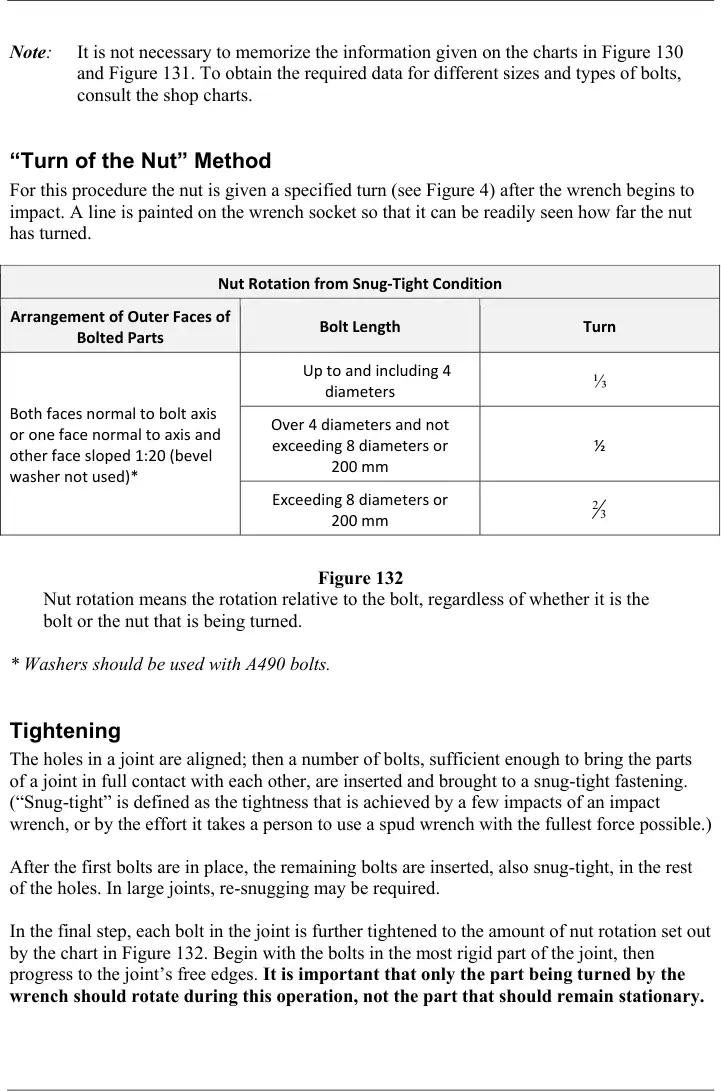 Note: It is not necessary to memorize the information given on the charts in Figure 130
and Figure 131. To obtain the required data for different sizes and types of bolts,
consult the shop charts.
“Turn of the Nut” Method
For this procedure the nut is given a specified turn (see Figure 4) after the wrench begins to
impact. A line is painted on the wrench socket so that it can be readily seen how far the nut
has turned.
Nut Rotation from Snug-Tight Condition
Arrangement of Outer Faces of
Bolted Parts
Bolt Length
Turn
Both faces normal to bolt axis
or one face normal to axis and
other face sloped 1:20 (bevel
washer not used)*
Up to and including 4
diameters
⅓
Over 4 diameters and not
exceeding 8 diameters or
200 mm
½
Exceeding 8 diameters or
200 mm
⅔
Figure 132
Nut rotation means the rotation relative to the bolt, regardless of whether it is the
bolt or the nut that is being turned.
* Washers should be used with A490 bolts.
Tightening
The holes in a joint are aligned; then a number of bolts, sufficient enough to bring the parts
of a joint in full contact with each other, are inserted and brought to a snug-tight fastening.
(“Snug-tight” is defined as the tightness that is achieved by a few impacts of an impact
wrench, or by the effort it takes a person to use a spud wrench with the fullest force possible.)
After the first bolts are in place, the remaining bolts are inserted, also snug-tight, in the rest
of the holes. In large joints, re-snugging may be required.
In the final step, each bolt in the joint is further tightened to the amount of nut rotation set out
by the chart in Figure 132. Begin with the bolts in the most rigid part of the joint, then
progress to the joint’s free edges. It is important that only the part being turned by the
wrench should rotate during this operation, not the part that should remain stationary.